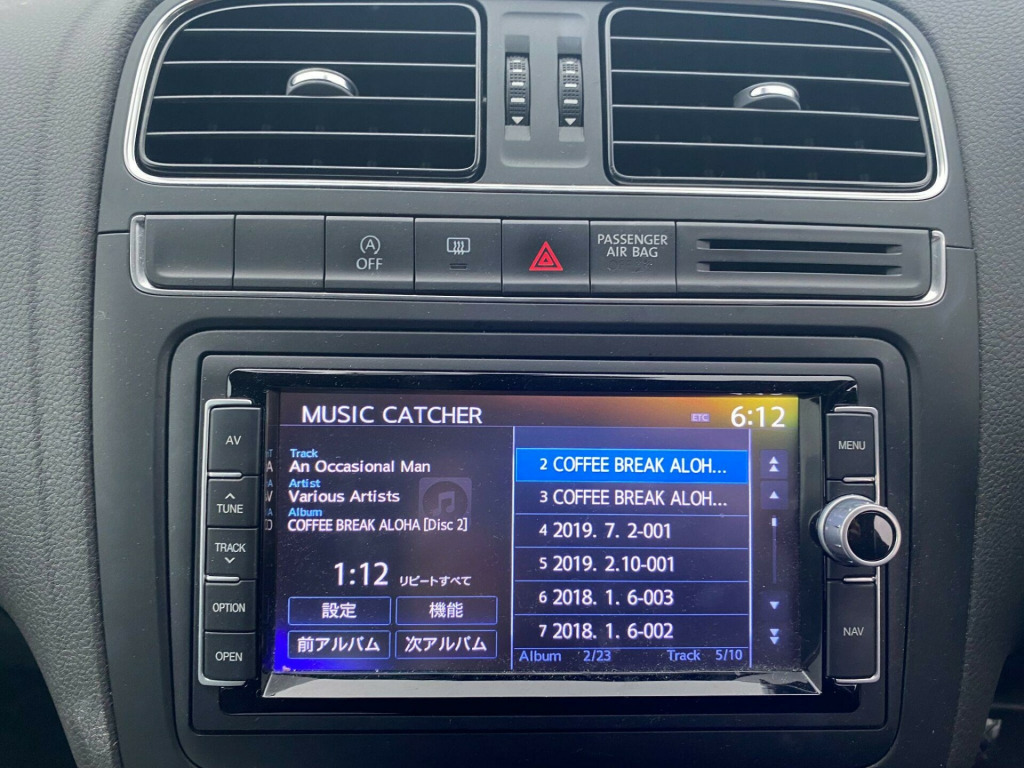 A
OFF
PASSENGER
AIR BAG
MUSIC CATCHER
ETC
6:12
AV
TUNE
TRACK
OPTION
OPEN
MENU
NAV
Track
An Occasional Man
Artist
Various Artists
Album
COFFEE BREAK ALOHA [Disc 2]
1:12 リピートすべて
設定 機能
前アルバム 次アルバム
2 COFFEE BREAK ALOH...
3 COFFEE BREAK ALOH...
4 2019. 7. 2-001
5 2019. 2.10-001
6 2018. 1. 6-003
7 2018. 1. 6-002
Album 2/23 Track 5/10